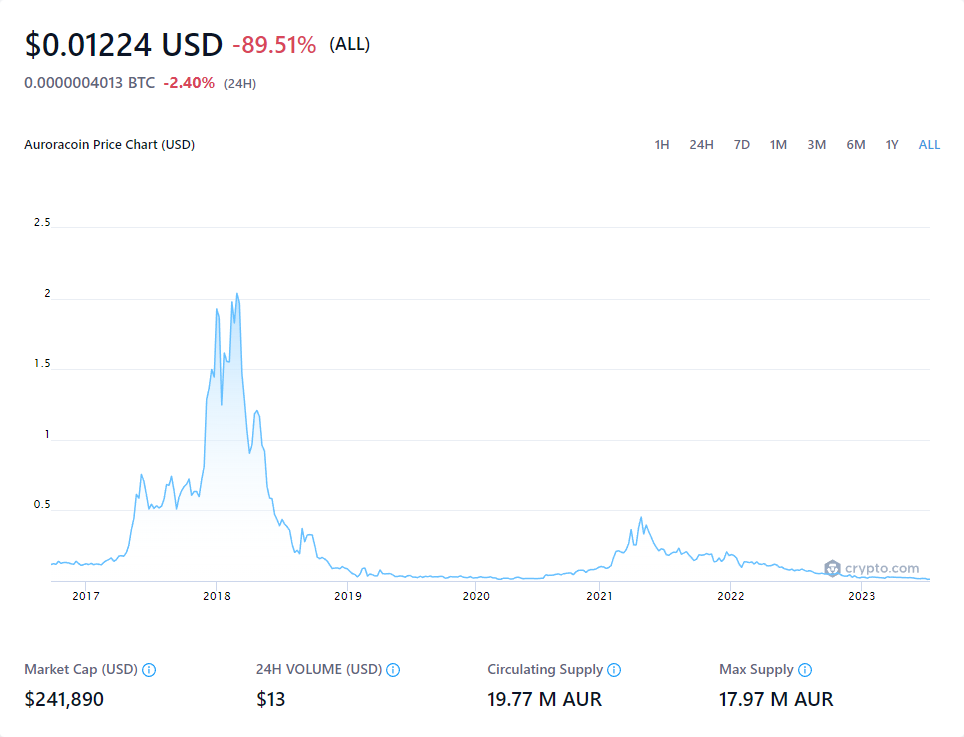 $0.01224 USD -89.51% (ALL)
0.0000004013 BTC -2.40% (24H)
Auroracoin Price Chart (USD) 1H 24H 7D 1M 3M 6M 1Y ALL
2.5
2
1.5
1
0.5
crypto.com
2017 2018 2019 2020 2021 2022 2023
Market Cap (USD) 24H VOLUME (USD) Circulating Supply Max Supply
$241,890 $13 19.77 M AUR 17.97 M AUR